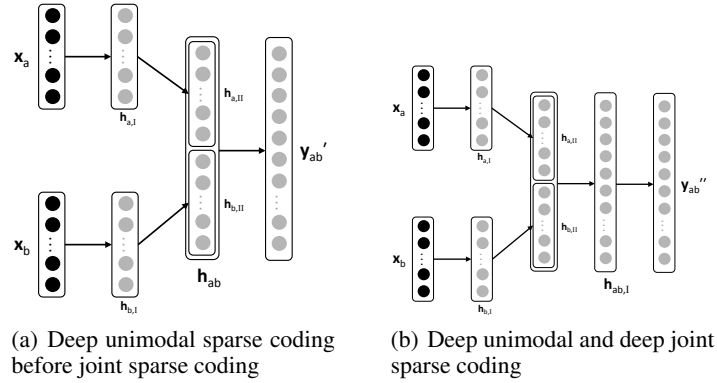 x_a
h_a,I
h_a,II
x_b
h_b,I
h_b,II
h_ab
y_ab′
x_a
h_a,I
h_a,II
x_b
h_b,I
h_b,II
h_ab,I
y_ab′′
(a) Deep unimodal sparse coding
before joint sparse coding
(b) Deep unimodal and deep joint
sparse coding